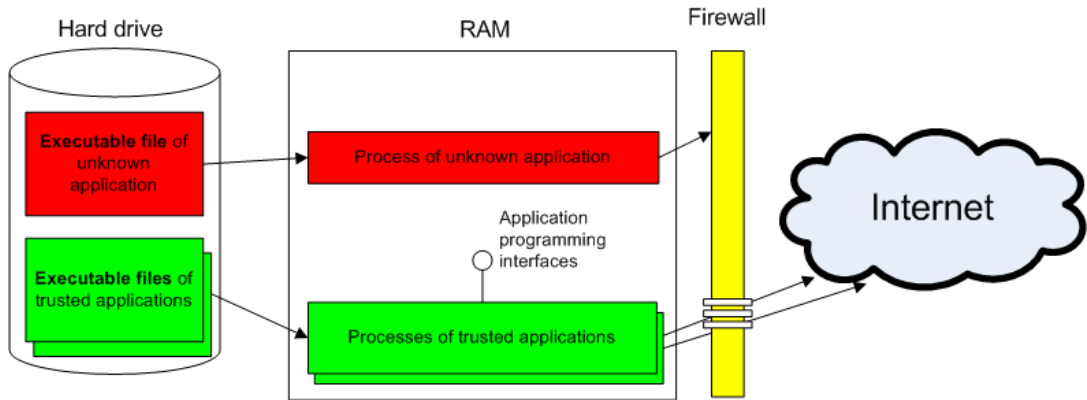 Hard drive
RAM
Firewall
Executable file of
unknown
application
Process of unknown application
Application
programming
interfaces
Internet
Executable files of
trusted applications
Processes of trusted applications